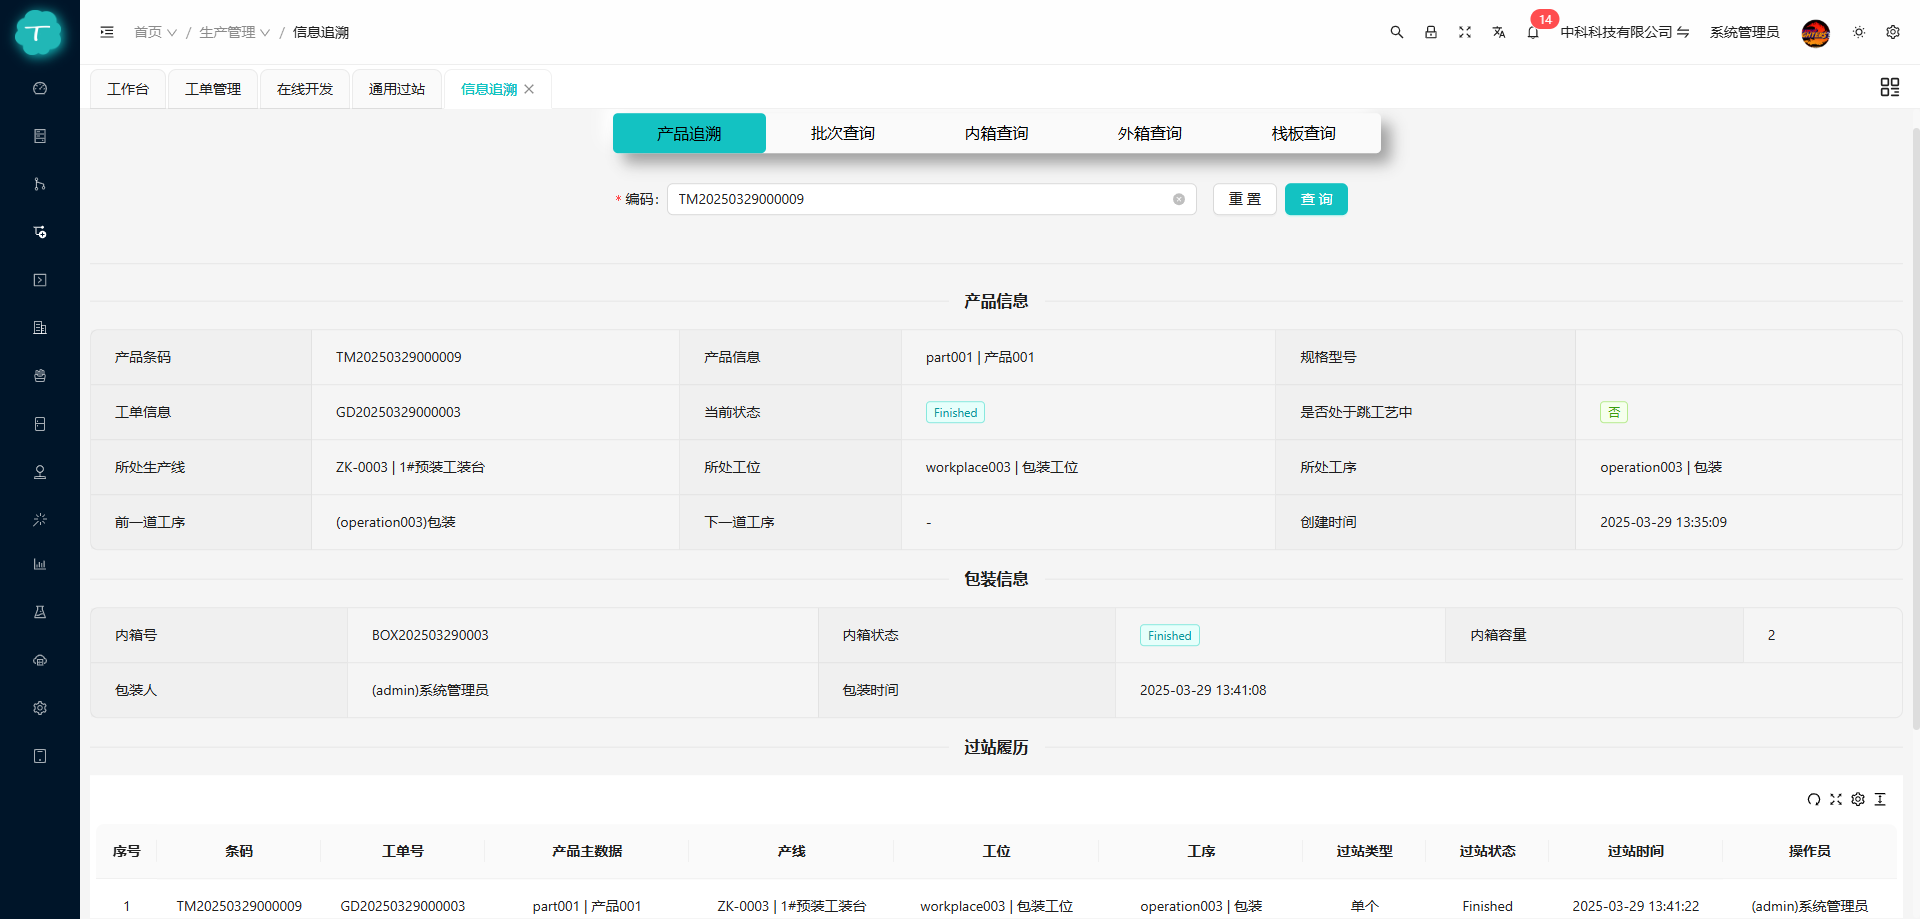 T
首页 / 生产管理 / 信息追溯
14
中科科技有限公司 系统管理员
工作台 工单管理 在线开发 通用过站 信息追溯
产品追溯 批次查询 内箱查询 外箱查询 栈板查询
* 编码: TM20250329000009 重 置 查 询
产品信息
产品条码 TM20250329000009 产品信息 part001 | 产品001 规格型号
工单信息 GD20250329000003 当前状态 Finished 是否处于跳工艺中 否
所处生产线 ZK-0003 | 1#预装工装台 所处工位 workplace003 | 包装工位 所处工序 operation003 | 包装
前一道工序 (operation003)包装 下一道工序 - 创建时间 2025-03-29 13:35:09
包装信息
内箱号 BOX202503290003 内箱状态 Finished 内箱容量 2
包装人 (admin)系统管理员 包装时间 2025-03-29 13:41:08
过站履历
序号 条码 工单号 产品主数据 产线 工位 工序 过站类型 过站状态 过站时间 操作员
1 TM20250329000009 GD20250329000003 part001 | 产品001 ZK-0003 | 1#预装工装台 workplace003 | 包装工位 operation003 | 包装 单个 Finished 2025-03-29 13:41:22 (admin)系统管理员